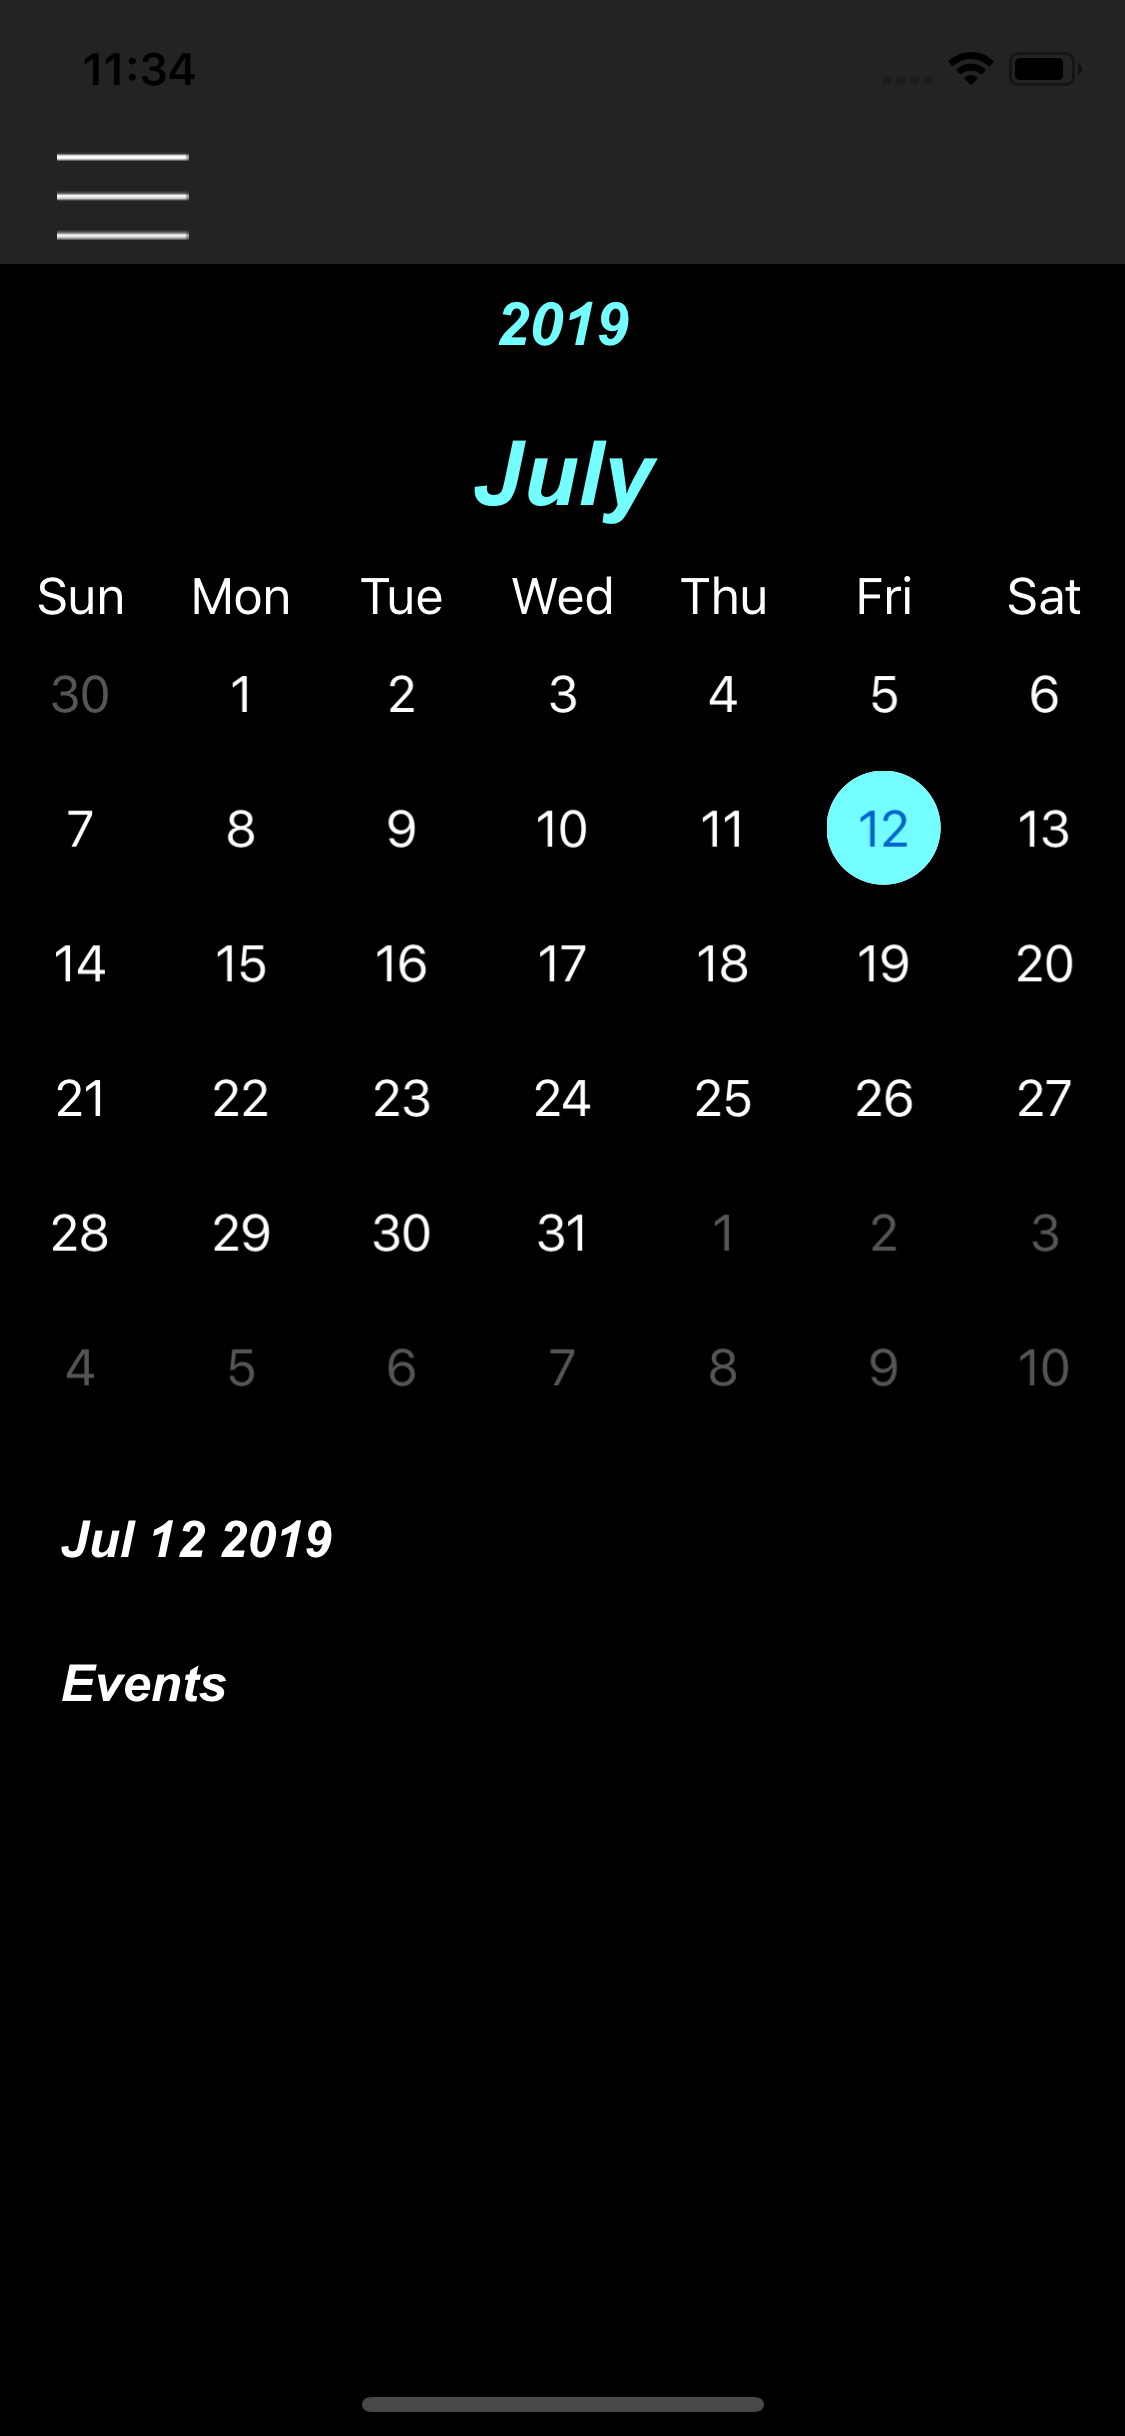 11:34
2019
July
Sun Mon Tue Wed Thu Fri Sat
30 1 2 3 4 5 6
7 8 9 10 11 12 13
14 15 16 17 18 19 20
21 22 23 24 25 26 27
28 29 30 31 1 2 3
4 5 6 7 8 9 10
Jul 12 2019
Events